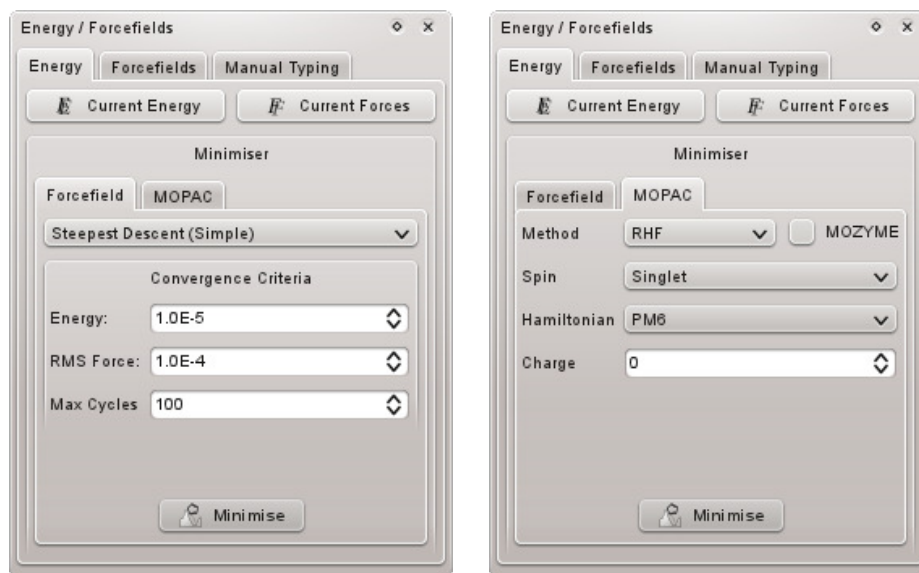 Energy / Forcefields
Energy Forcefields Manual Typing
Current Energy Current Forces
Minimiser
Forcefield MOPAC
Steepest Descent (Simple)
Convergence Criteria
Energy: 1.0E-5
RMS Force: 1.0E-4
Max Cycles 100
Minimise
Energy / Forcefields
Energy Forcefields Manual Typing
Current Energy Current Forces
Minimiser
Forcefield MOPAC
Method RHF MOZYME
Spin Singlet
Hamiltonian PM6
Charge 0
Minimise